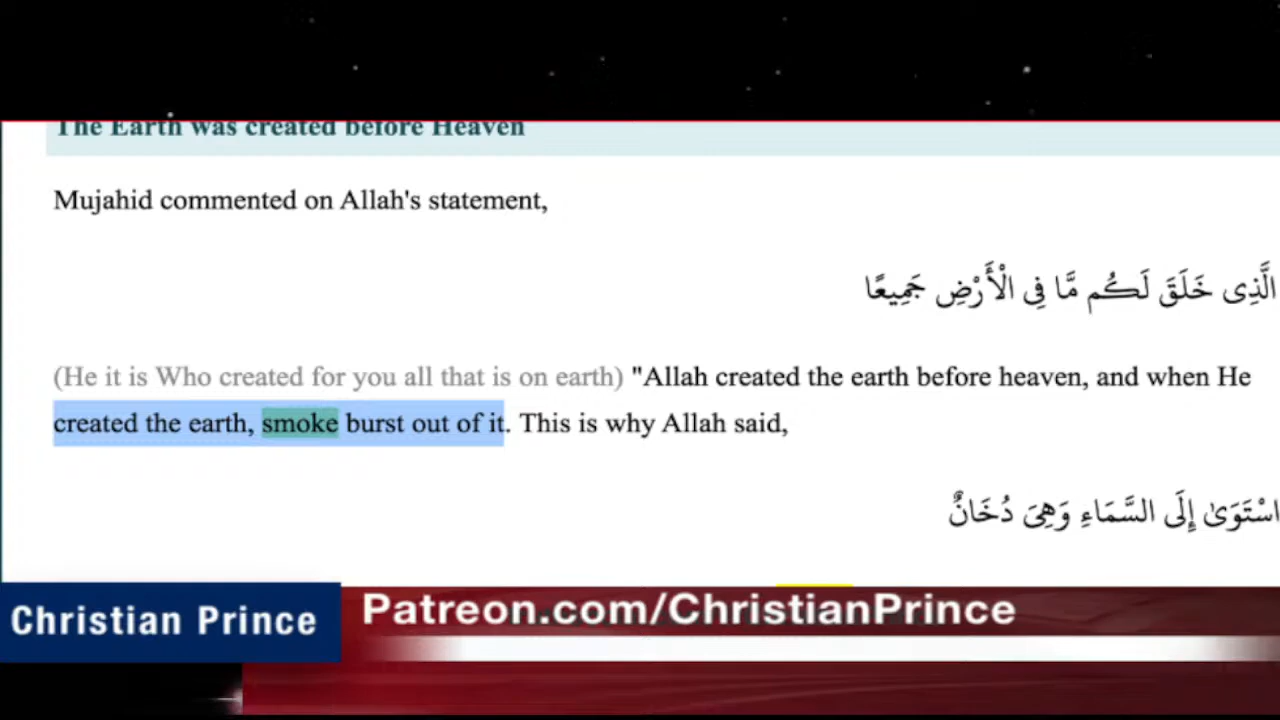 The Earth was created before Heaven
Mujahid commented on Allah's statement,
الَّذِى خَلَقَ لَكُم مَّا فِى الْأَرْضِ جَمِيعًا
(He it is Who created for you all that is on earth) "Allah created the earth before heaven, and when He
created the earth, smoke burst out of it. This is why Allah said,
اسْتَوَىٰ إِلَى السَّمَاءِ وَهِىَ دُخَانٌ
Christian Prince
Patreon.com/ChristianPrince